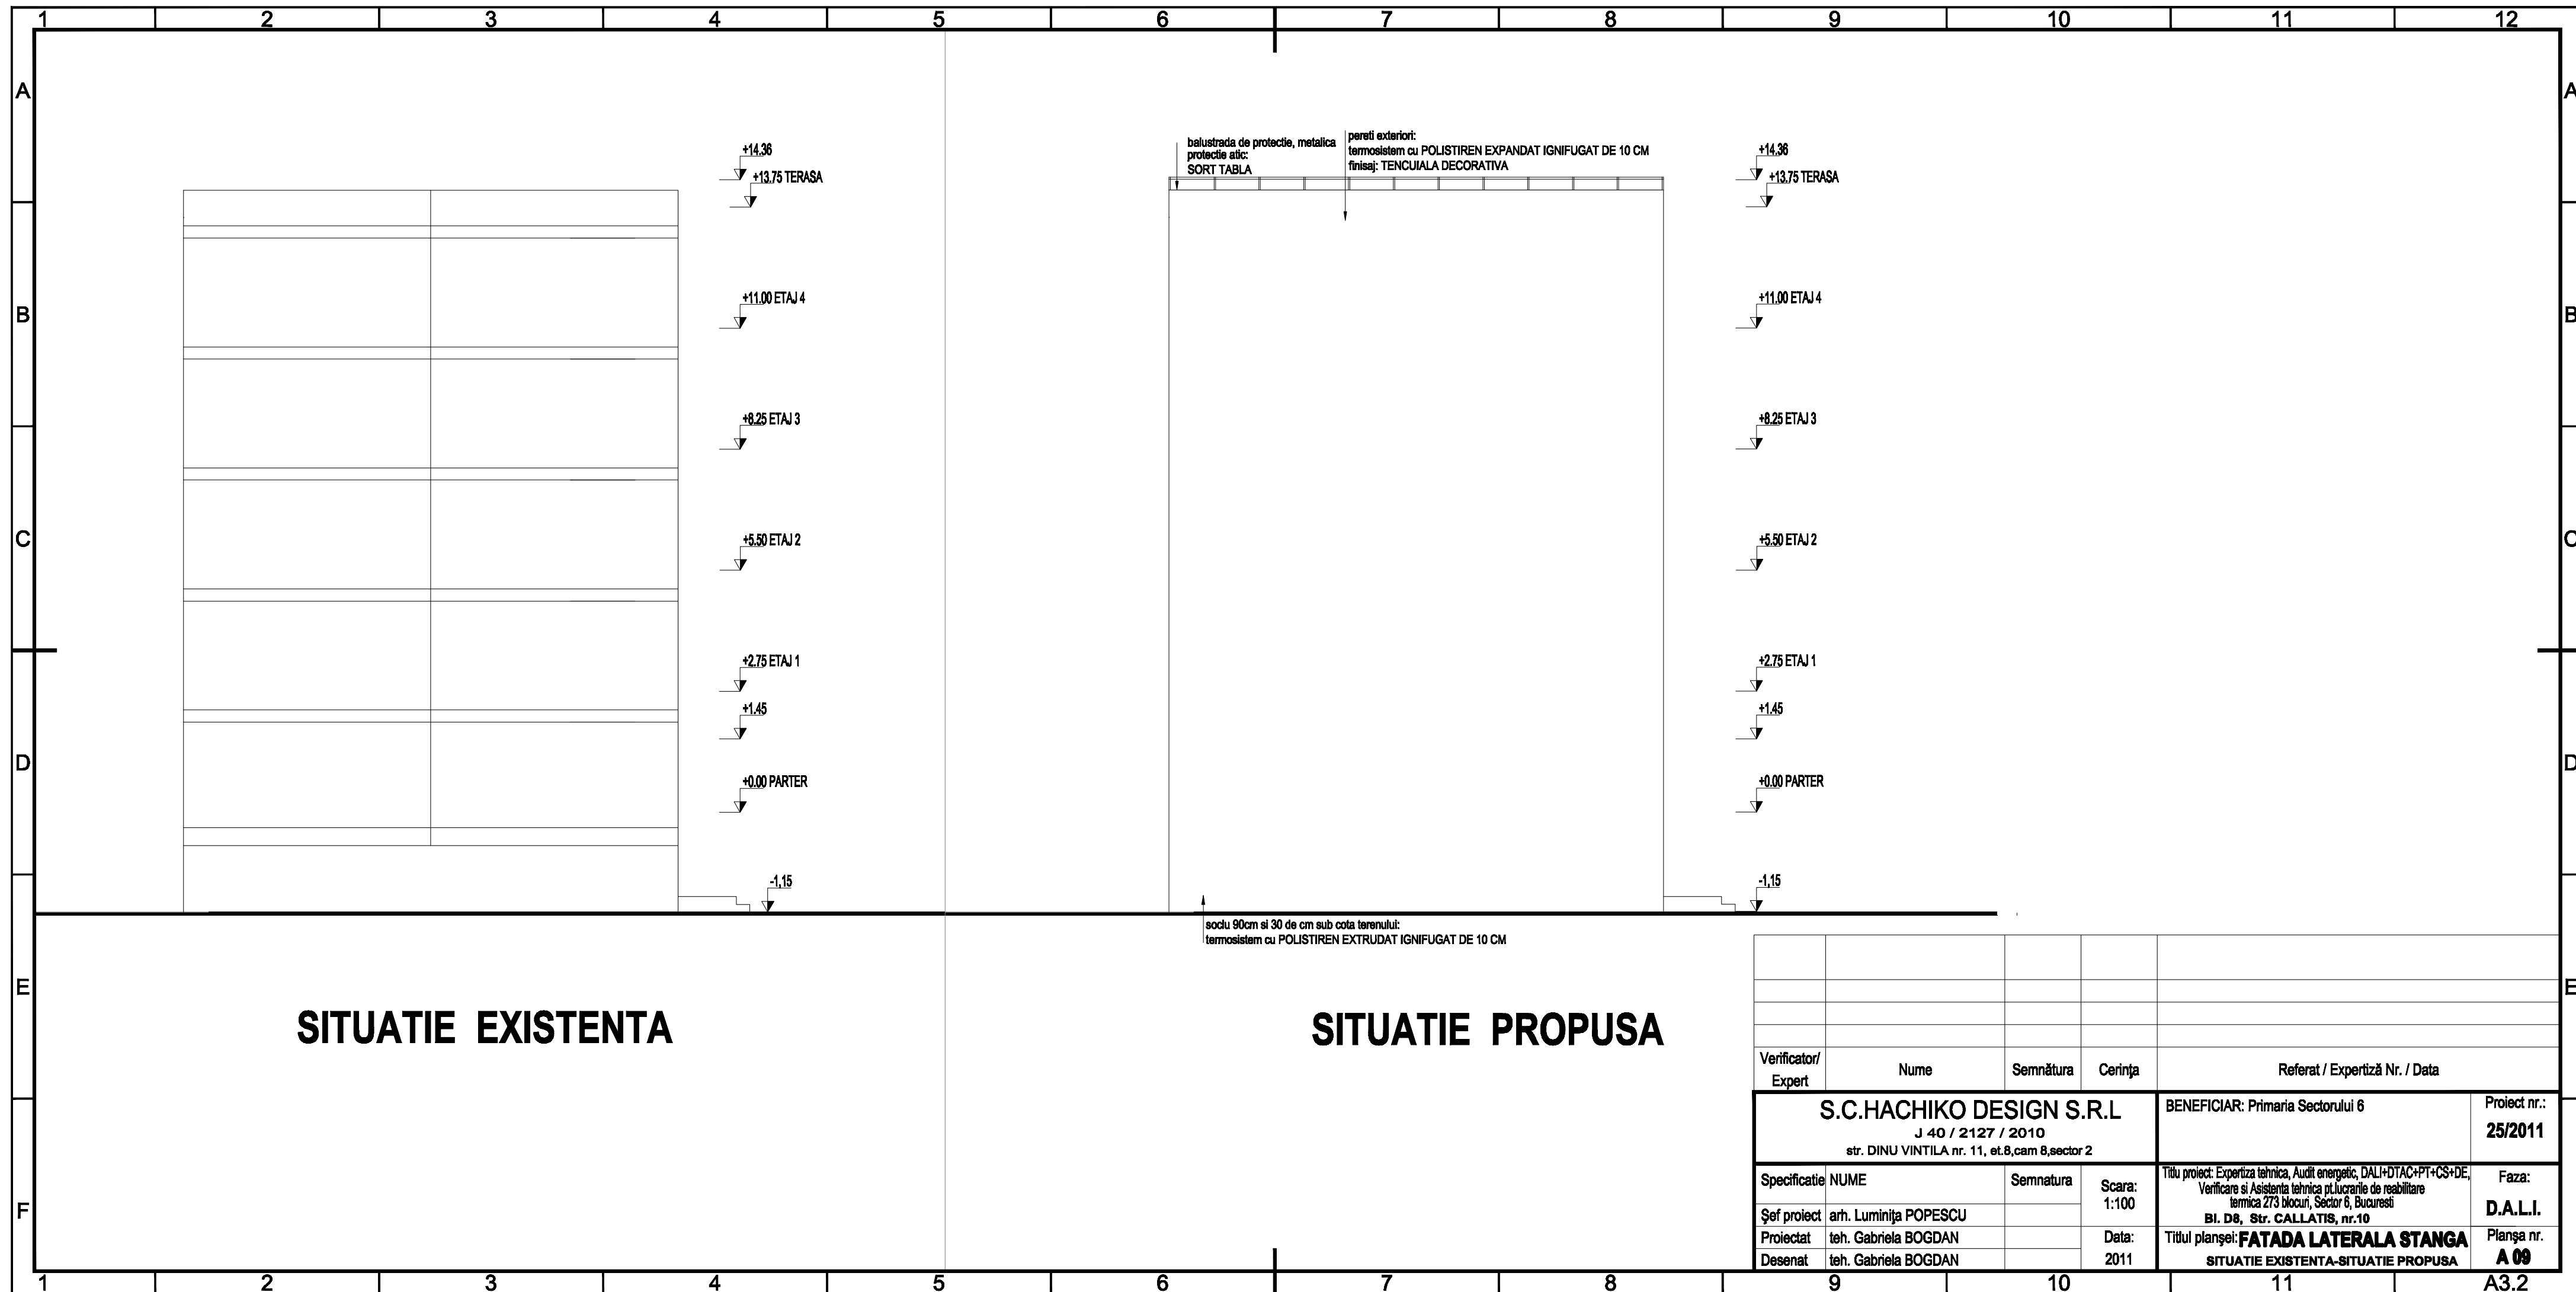 1 2 3 4 5 6 7 8 9 10 11 12
A A
B B
C C
D D
E E
F
+14.36
+13.75 TERASA
+11.00 ETAJ 4
+8.25 ETAJ 3
+5.50 ETAJ 2
+2.75 ETAJ 1
+1.45
+0.00 PARTER
-1,15
SITUATIE EXISTENTA
balustrada de protectie, metalica
protectie atic:
SORT TABLA
pereti exteriori:
termosistem cu POLISTIREN EXPANDAT IGNIFUGAT DE 10 CM
finisaj: TENCUIALA DECORATIVA
+14.36
+13.75 TERASA
+11.00 ETAJ 4
+8.25 ETAJ 3
+5.50 ETAJ 2
+2.75 ETAJ 1
+1.45
+0.00 PARTER
-1,15
soclu 90cm si 30 de cm sub cota terenului:
termosistem cu POLISTIREN EXTRUDAT IGNIFUGAT DE 10 CM
SITUATIE PROPUSA
Verificator/
Expert
Nume
Semnătura
Cerinţa
Referat / Expertiză Nr. / Data
S.C.HACHIKO DESIGN S.R.L
J 40 / 2127 / 2010
str. DINU VINTILA nr. 11, et.8,cam 8,sector 2
BENEFICIAR: Primaria Sectorului 6
Proiect nr.:
25/2011
Specificatie NUME Semnatura
Scara:
1:100
Titlu proiect: Expertiza tehnica, Audit energetic, DALI+DTAC+PT+CS+DE,
Verificare si Asistenta tehnica pt.lucrarile de reabilitare
termica 273 blocuri, Sector 6, Bucuresti
Bl. D8, Str. CALLATIS, nr.10
Faza:
D.A.L.I.
Şef proiect arh. Luminiţa POPESCU
Proiectat teh. Gabriela BOGDAN
Desenat teh. Gabriela BOGDAN
Data:
2011
Titlul planşei: FATADA LATERALA STANGA
SITUATIE EXISTENTA-SITUATIE PROPUSA
Planşa nr.
A 09
1 2 3 4 5 6 7 8 9 10 11 A3.2